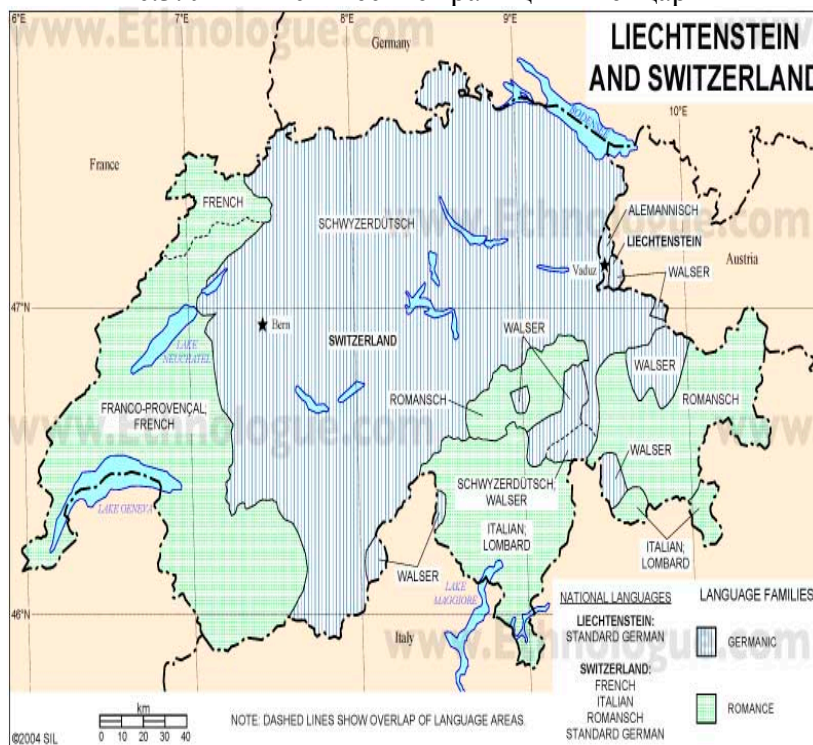 6°E
7°E
8°E
9°E
10°E
LIECHTENSTEIN
AND SWITZERLAND
www.Ethnologue.com
Germany
France
FRENCH
SCHWYZERDÜTSCH
ALEMANNISCH
LIECHTENSTEIN
WALSER
Austria
Vaduz
47°N
Bern
SWITZERLAND
LAKE
NEUCHATEL
WALSER
WALSER
ROMANSCH
ROMANSCH
FRANCO-PROVENÇAL,
FRENCH
www.Ethnologue.com
WALSER
SCHWYZERDÜTSCH,
WALSER
LAKE GENEVA
ITALIAN;
LOMBARD
ITALIAN;
LOMBARD
WALSER
LAKE
MAGGIORE
46°N
Italy
www.Ethnologue.com
NATIONAL LANGUAGES
LIECHTENSTEIN:
STANDARD GERMAN
SWITZERLAND:
FRENCH
ITALIAN
ROMANSCH
STANDARD GERMAN
LANGUAGE FAMILIES
GERMANIC
ROMANCE
km
0 10 20 30 40
NOTE: DASHED LINES SHOW OVERLAP OF LANGUAGE AREAS.
©2004 SIL